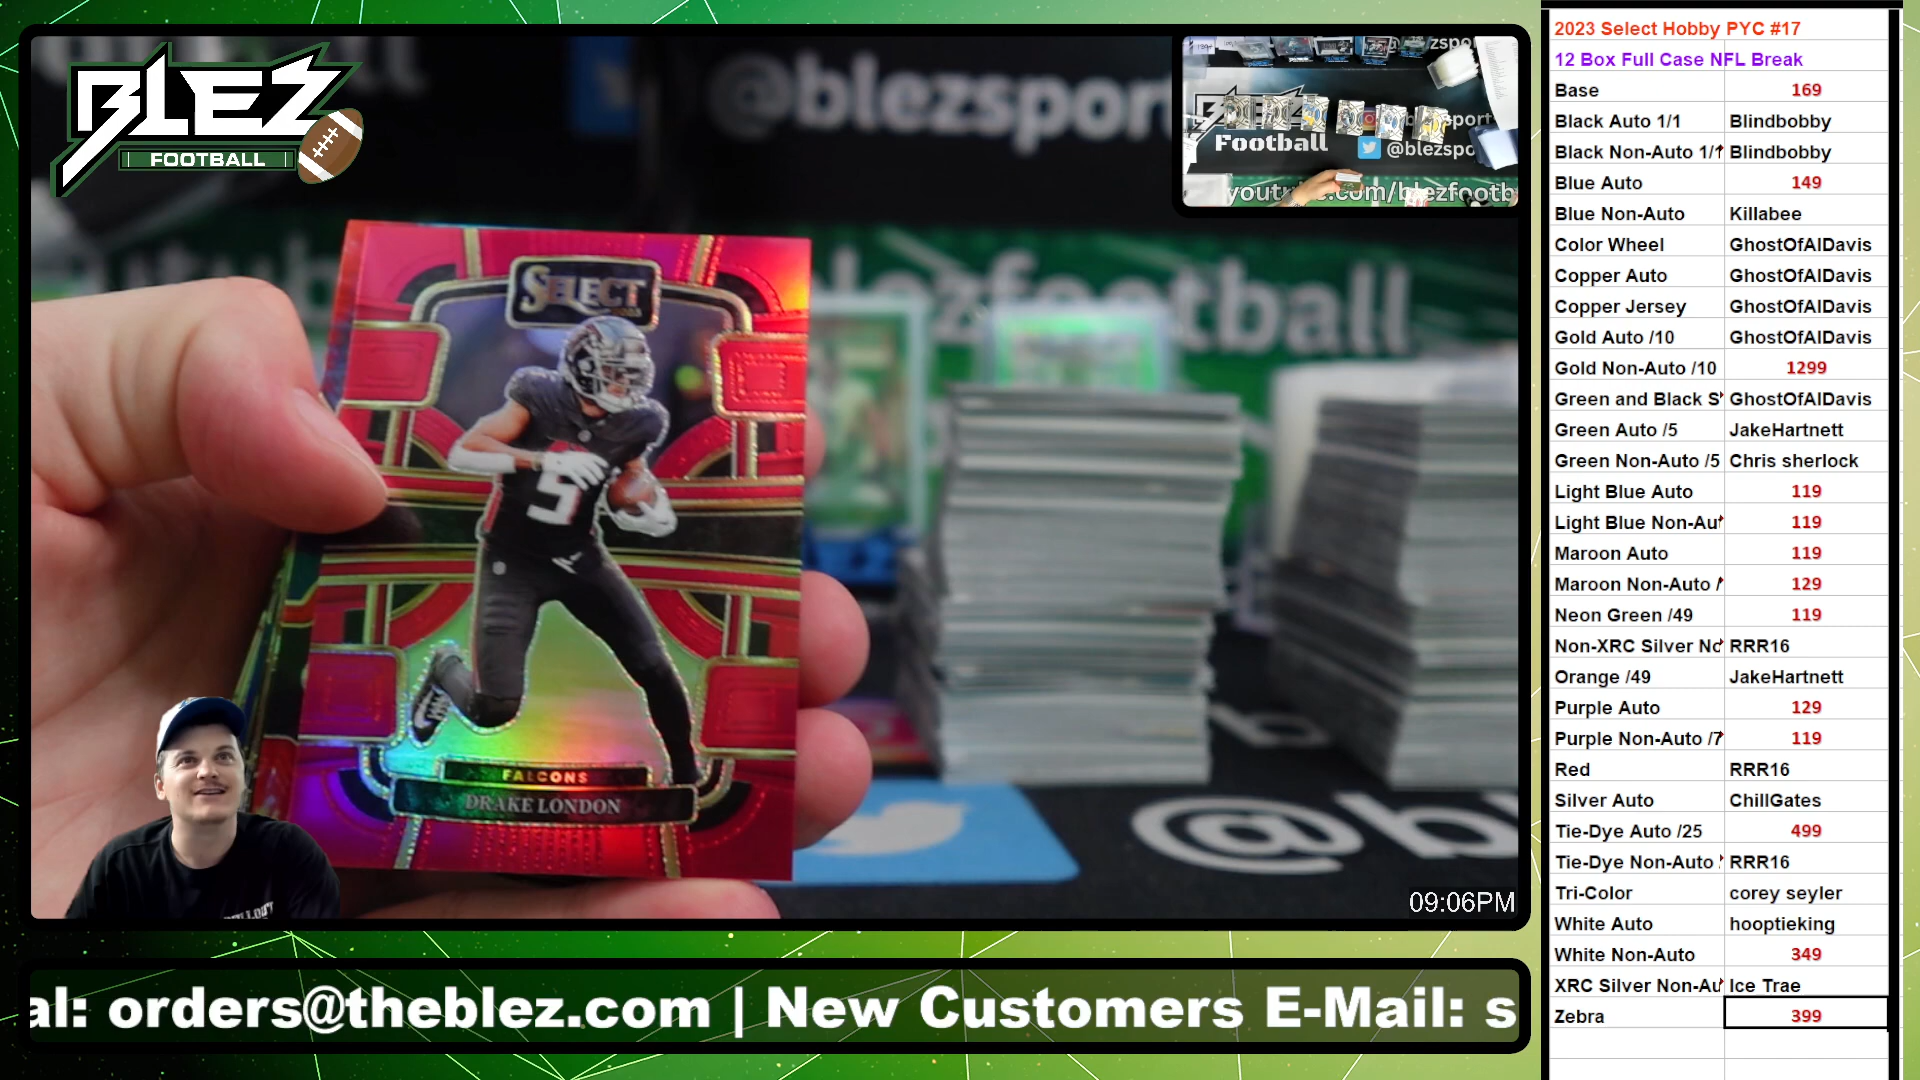 BLEZ
FOOTBALL
@blezsport
blezfootball
SELECT
5
FALCONS
DRAKE LONDON
@bl
Football
@blezspo
youtu
com/blezfootb
09:06PM
al: orders@theblez.com | New Customers E-Mail: s
2023 Select Hobby PYC #17
12 Box Full Case NFL Break
Base 169
Black Auto 1/1 Blindbobby
Black Non-Auto 1/1 Blindbobby
Blue Auto 149
Blue Non-Auto Killabee
Color Wheel GhostOfAlDavis
Copper Auto GhostOfAlDavis
Copper Jersey GhostOfAlDavis
Gold Auto /10 GhostOfAlDavis
Gold Non-Auto /10 1299
Green and Black S GhostOfAlDavis
Green Auto /5 JakeHartnett
Green Non-Auto /5 Chris sherlock
Light Blue Auto 119
Light Blue Non-Au 119
Maroon Auto 119
Maroon Non-Auto / 129
Neon Green /49 119
Non-XRC Silver No RRR16
Orange /49 JakeHartnett
Purple Auto 129
Purple Non-Auto /7 119
Red RRR16
Silver Auto ChillGates
Tie-Dye Auto /25 499
Tie-Dye Non-Auto RRR16
Tri-Color corey seyler
White Auto hooptieking
White Non-Auto 349
XRC Silver Non-Au Ice Trae
Zebra 399